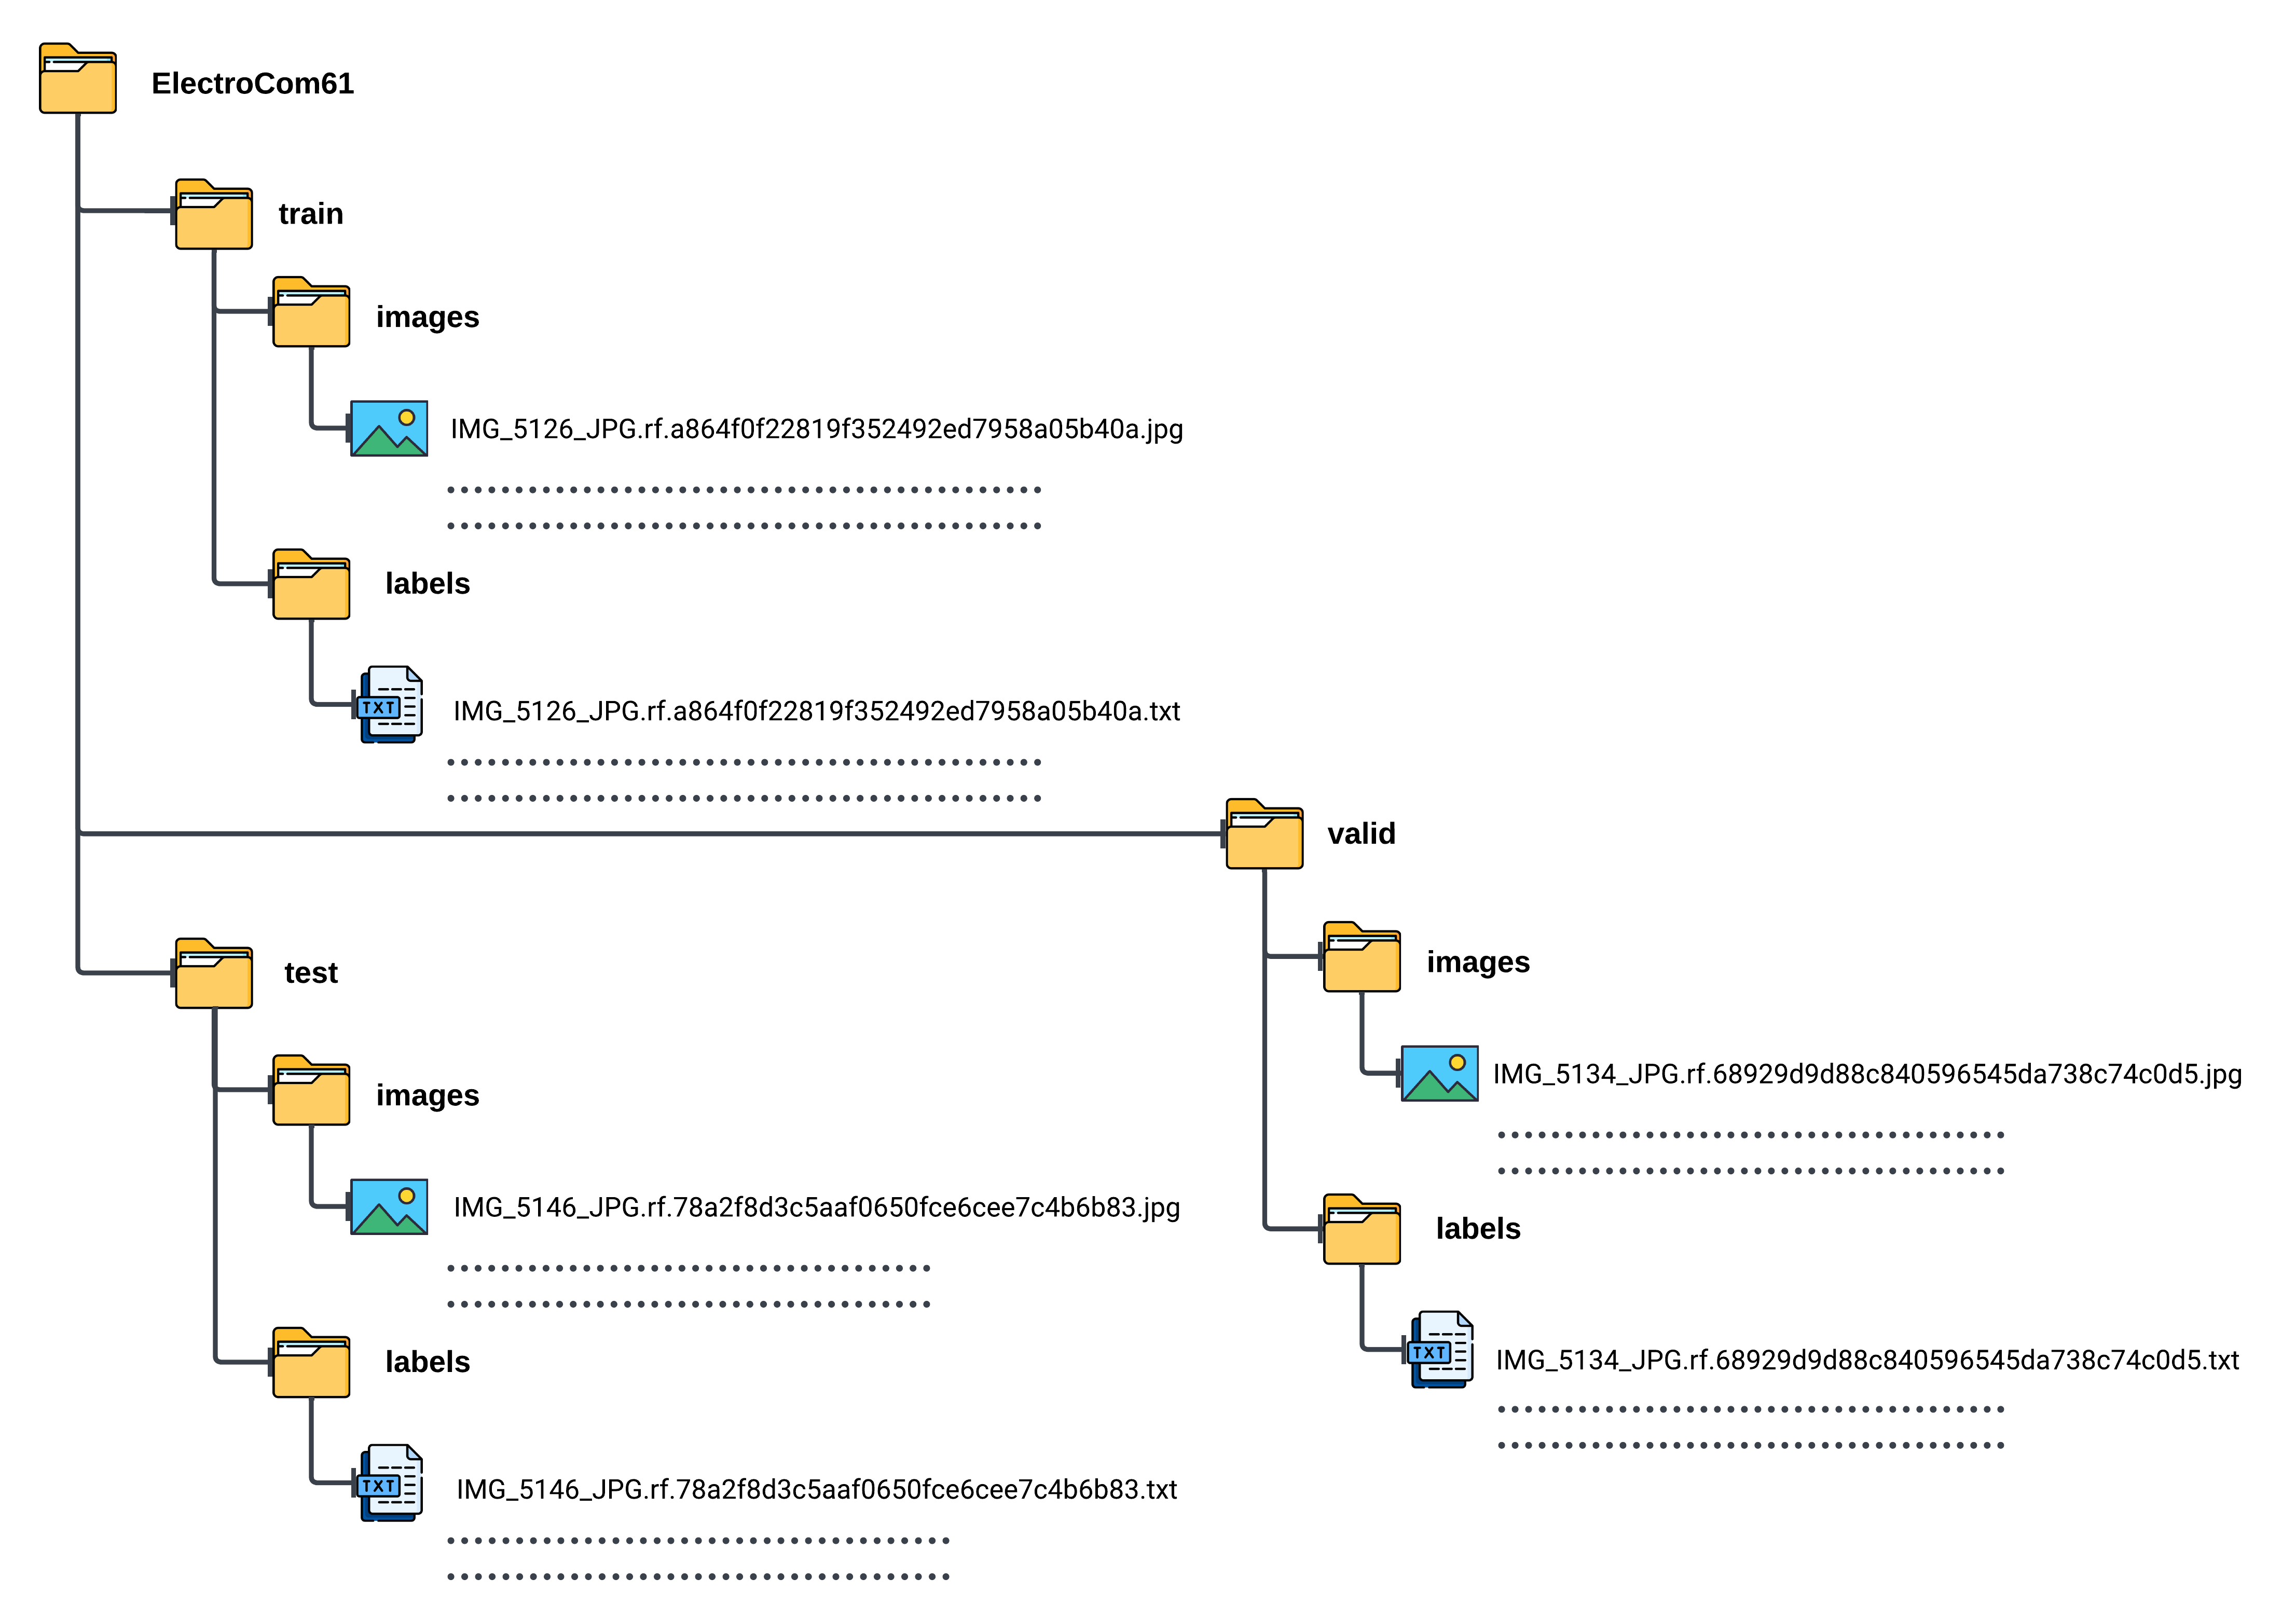 ElectroCom61
train
images
IMG_5126_JPG.rf.a864f0f22819f352492ed7958a05b40a.jpg
labels
TXT
IMG_5126_JPG.rf.a864f0f22819f352492ed7958a05b40a.txt
valid
images
IMG_5134_JPG.rf.68929d9d88c840596545da738c74c0d5.jpg
labels
TXT
IMG_5134_JPG.rf.68929d9d88c840596545da738c74c0d5.txt
test
images
IMG_5146_JPG.rf.78a2f8d3c5aaf0650fce6cee7c4b6b83.jpg
labels
TXT
IMG_5146_JPG.rf.78a2f8d3c5aaf0650fce6cee7c4b6b83.txt